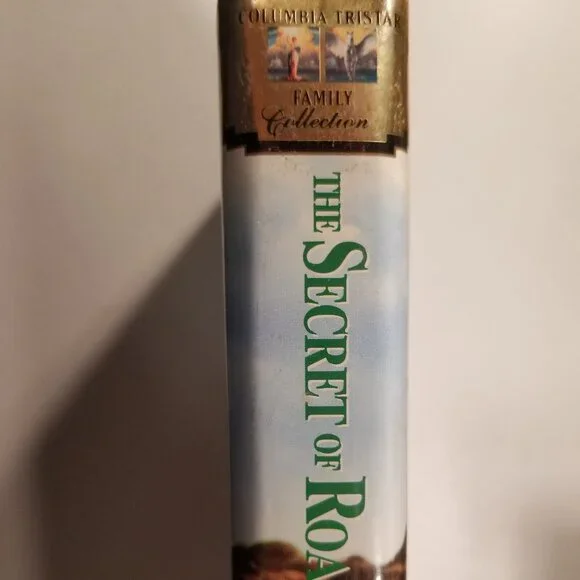 COLUMBIA TRISTAR
FAMILY
Collection
THE SECRET OF ROA